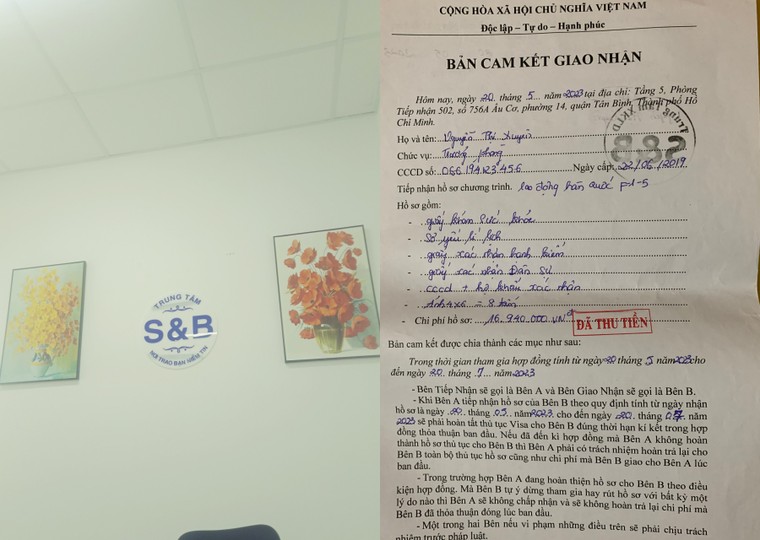 TRUNG TÂM
S&B
NƠI TRAO BẠN NIỀM TIN
CỘNG HÒA XÃ HỘI CHỦ NGHĨA VIỆT NAM
Độc lập – Tự do – Hạnh phúc
BẢN CAM KẾT GIAO NHẬN
Hôm nay, ngày 20. tháng 5... năm 2023 tại địa chỉ: Tầng 5, Phòng
Tiếp nhận 502, số 756A Âu Cơ, phường 14, quận Tân Bình, Thành phố Hồ
Chí Minh.
Họ và tên: Nguyễn Thị Xuyến
Chức vụ: Trưởng phòng
CCCD số: 066194123456 Ngày cấp: 22/06/2019
Tiếp nhận hồ sơ chương trình. lao động hàn quốc
Hồ sơ gồm:
- giấy khám sức khỏe
- Sơ yếu lí lịch
- giấy xác nhận hạnh kiểm
- giấy xác nhận Dân sự
- cccd + hộ khẩu xác nhận
- Ảnh 4x6 = 8 tấm
- Chi phí hồ sơ: 16.940.000 VNĐ ĐÃ THU TIỀN
Bản cam kết được chia thành các mục như sau:
Trong thời gian tham gia hợp đồng tính từ ngày 20 tháng 5 năm 2023 cho
đến ngày 20. tháng .7... năm 2023
- Bên Tiếp Nhận sẽ gọi là Bên A và Bên Giao Nhận sẽ gọi là Bên B.
- Khi Bên A tiếp nhận hồ sơ của Bên B theo quy định tính từ ngày nhận
hồ sơ là ngày .20. tháng .05. năm 2023. cho đến ngày .20. tháng 07. năm
2023 sẽ phải hoàn tất thủ tục Visa cho Bên B đúng thời hạn kí kết trong hợp
đồng thỏa thuận ban đầu. Nếu đã đến kì hợp đồng mà Bên A không hoàn
thành hồ sơ thủ tục cho Bên B thì Bên A phải có trách nhiệm hoàn trả lại cho
Bên B toàn bộ thủ tục hồ sơ cũng như chi phí mà Bên B giao cho Bên A lúc
ban đầu.
- Trong trường hợp Bên A đang hoàn thiện hồ sơ cho Bên B theo điều
kiện hợp đồng. Mà Bên B tự ý dừng tham gia hay rút hồ sơ với bất kỳ một
lý do nào thì Bên A sẽ không chấp nhận và sẽ không hoàn trả lại chi phí mà
Bên B đã thỏa thuận đóng lúc ban đầu.
- Một trong hai Bên nếu vi phạm những điều trên sẽ phải chịu trách
nhiệm trước pháp luật.